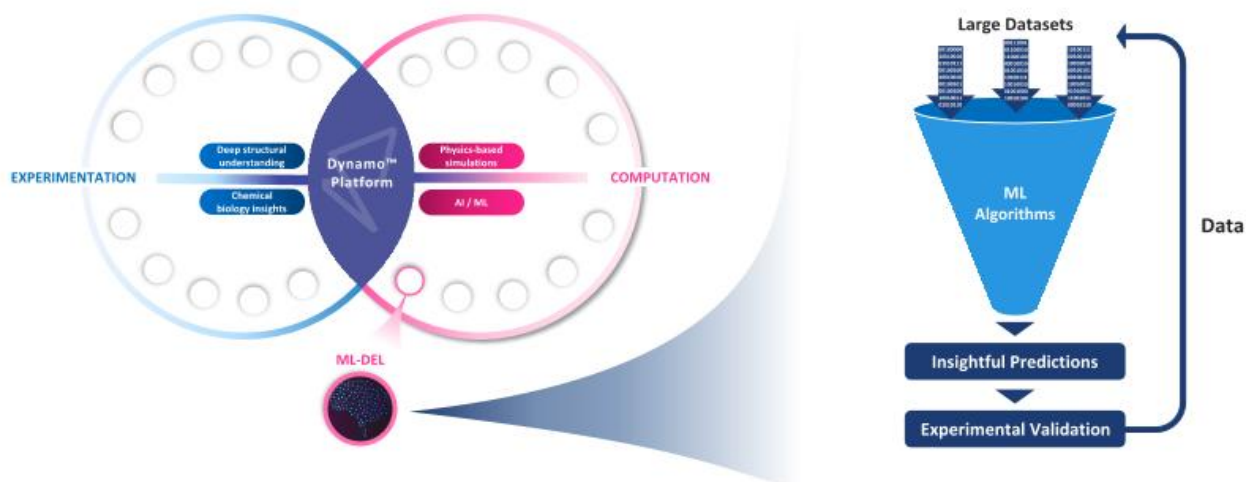 EXPERIMENTATION
Deep structural
understanding
Chemical
biology insights
Dynamo™
Platform
Physics-based
simulations
AI / ML
COMPUTATION
ML-DEL
Large Datasets
ML
Algorithms
Insightful Predictions
Experimental Validation
Data